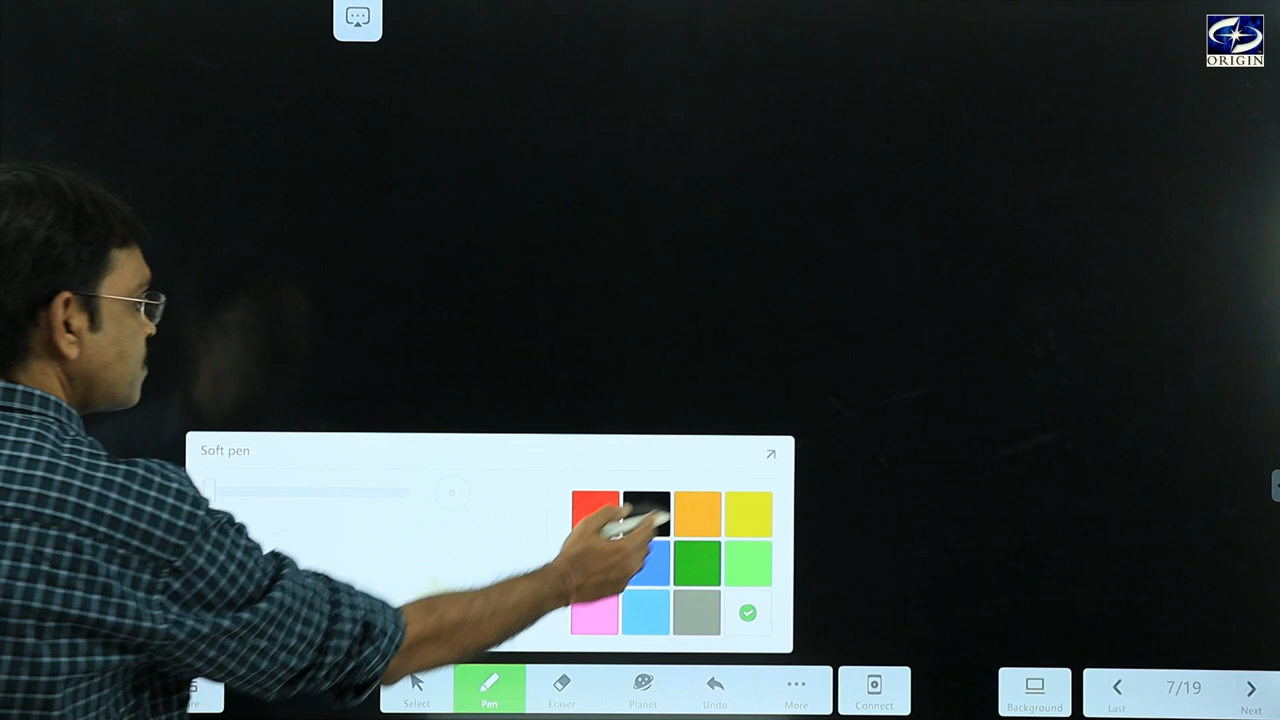 ORIGIN
Soft pen
Select
Pen
Eraser
Planet
Undo
More
Connect
Background
Last
7/19
Next